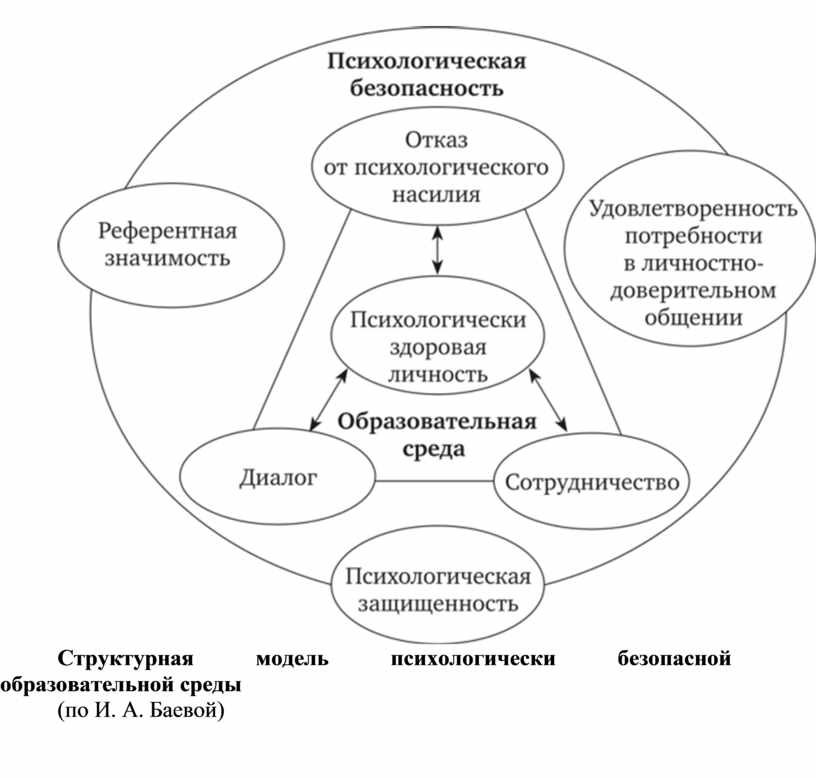 Психологическая
безопасность
Отказ
от психологического
насилия
Референтная
значимость
Удовлетворенность
потребности
в личностно-
доверительном
общении
Психологически
здоровая
личность
Образовательная
среда
Диалог
Сотрудничество
Психологическая
защищенность
Структурная модель психологически безопасной
образовательной среды
(по И. А. Баевой)